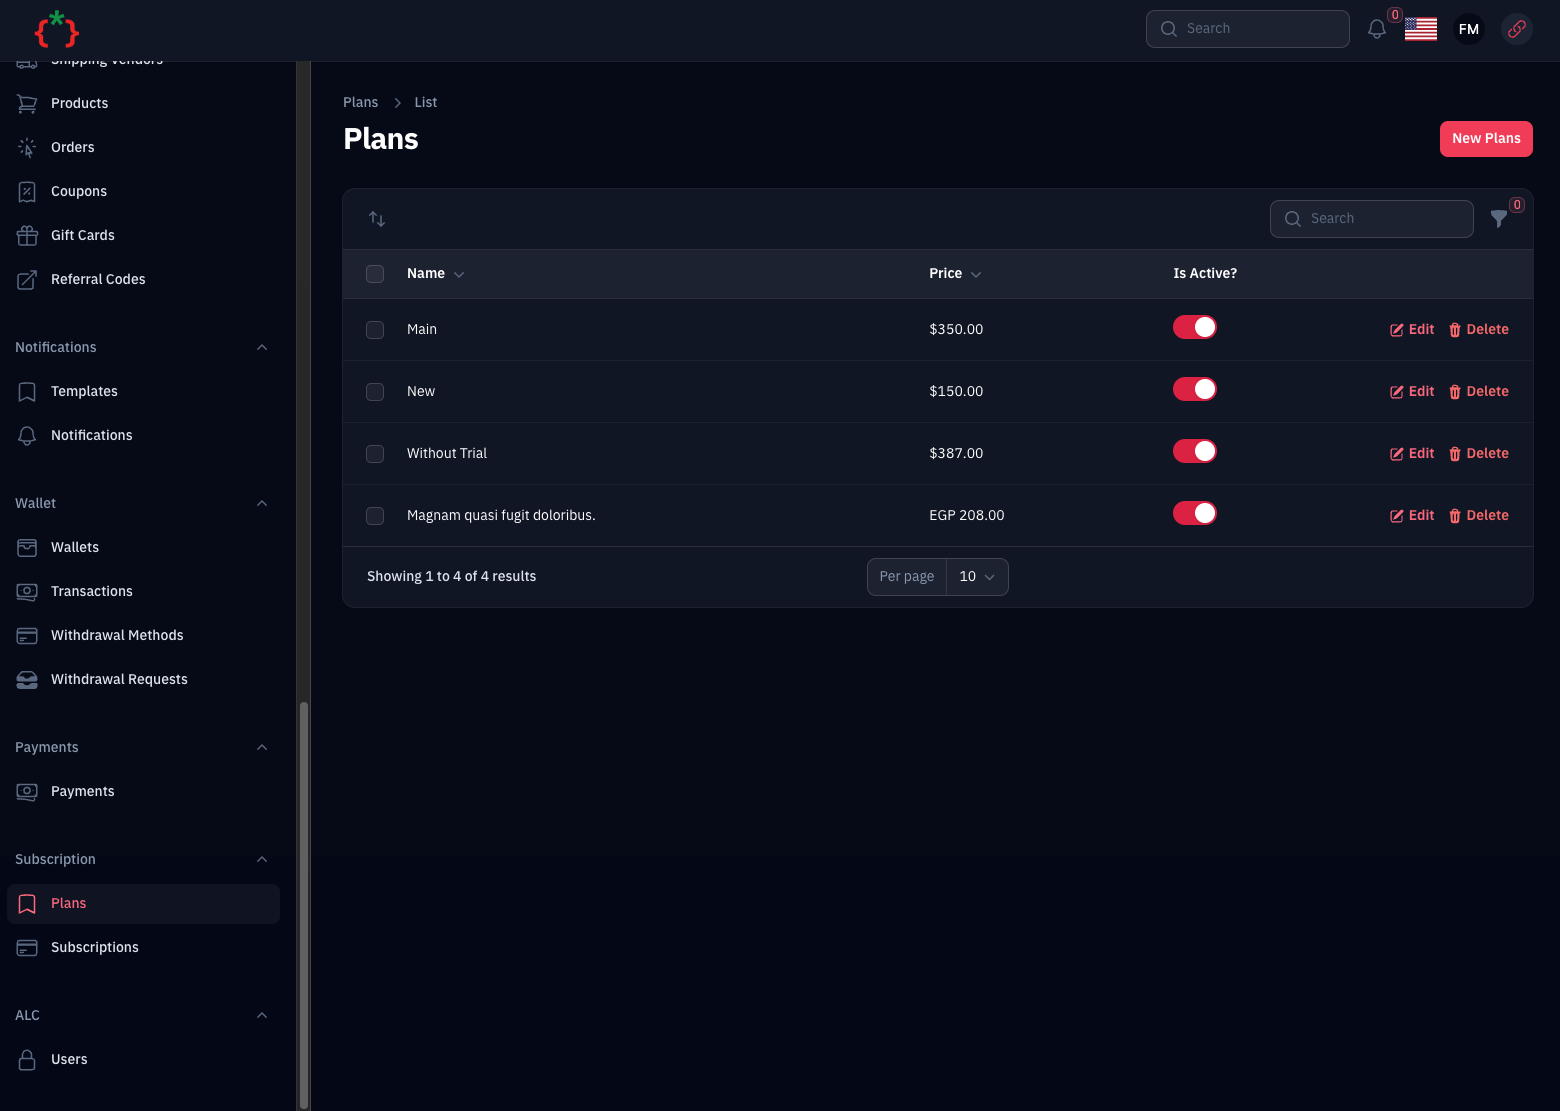 {*}
Search
0
FM
Shipping Vendors
Products
Orders
Coupons
Gift Cards
Referral Codes
Notifications
Templates
Notifications
Wallet
Wallets
Transactions
Withdrawal Methods
Withdrawal Requests
Payments
Payments
Subscription
Plans
Subscriptions
ALC
Users
Plans > List
Plans
New Plans
Search
0
Name Price Is Active?
Main $350.00 Edit Delete
New $150.00 Edit Delete
Without Trial $387.00 Edit Delete
Magnam quasi fugit doloribus. EGP 208.00 Edit Delete
Showing 1 to 4 of 4 results Per page 10